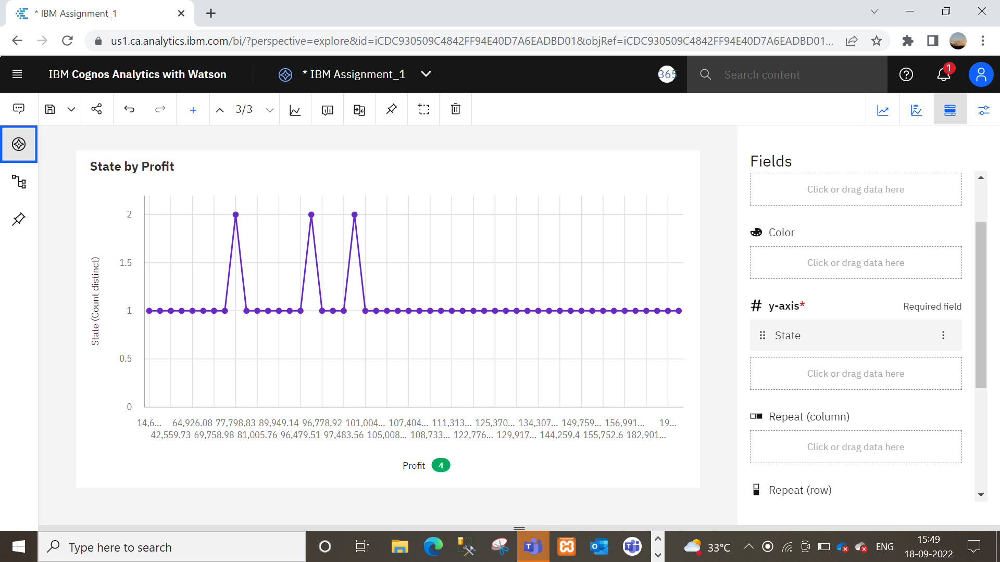 * IBM Assignment_1
us1.ca.analytics.ibm.com/bi/?perspective=explore&id=iCDC930509C4842FF94E40D7A6EADBD01&objRef=iCDC930509C4842FF94E40D7A6EADBD01...
IBM Cognos Analytics with Watson
* IBM Assignment_1
365
Search content
1
3/3
State by Profit
State (Count distinct)
2
1.5
1
0.5
0
14,6... 64,926.08 77,798.83 89,949.14 96,778.92 101,004... 107,404... 111,313... 125,370... 134,307... 149,759... 156,991... 19...
42,559.73 69,758.98 81,005.76 96,479.51 97,483.56 105,008... 108,733... 122,776... 129,917... 144,259.4 155,752.6 182,901...
Profit 4
Fields
Click or drag data here
Color
Click or drag data here
# y-axis* Required field
State
Click or drag data here
Repeat (column)
Click or drag data here
Repeat (row)
Type here to search
33°C
ENG
15:49
18-09-2022